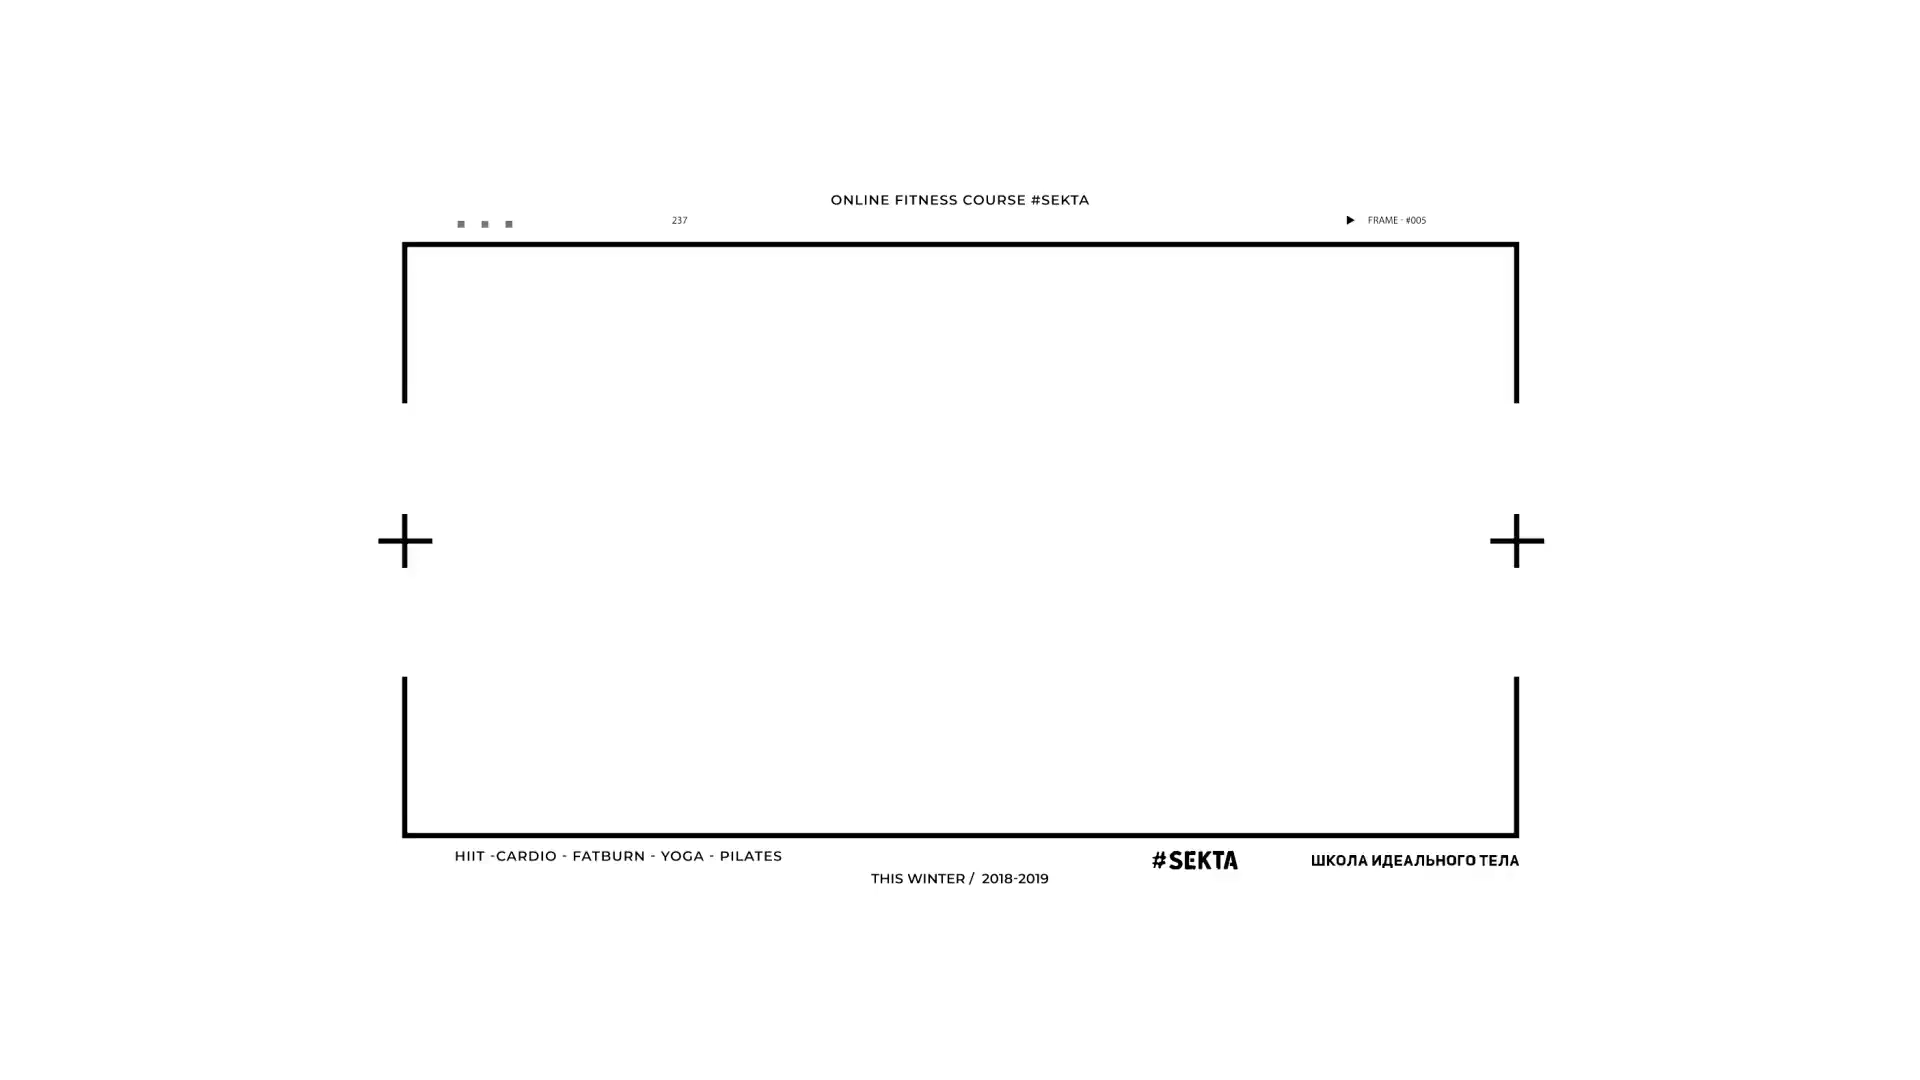 ONLINE FITNESS COURSE #SEKTA
237
FRAME - #005
HIIT -CARDIO - FATBURN - YOGA - PILATES
#SEKTA
ШКОЛА ИДЕАЛЬНОГО ТЕЛА
THIS WINTER / 2018-2019